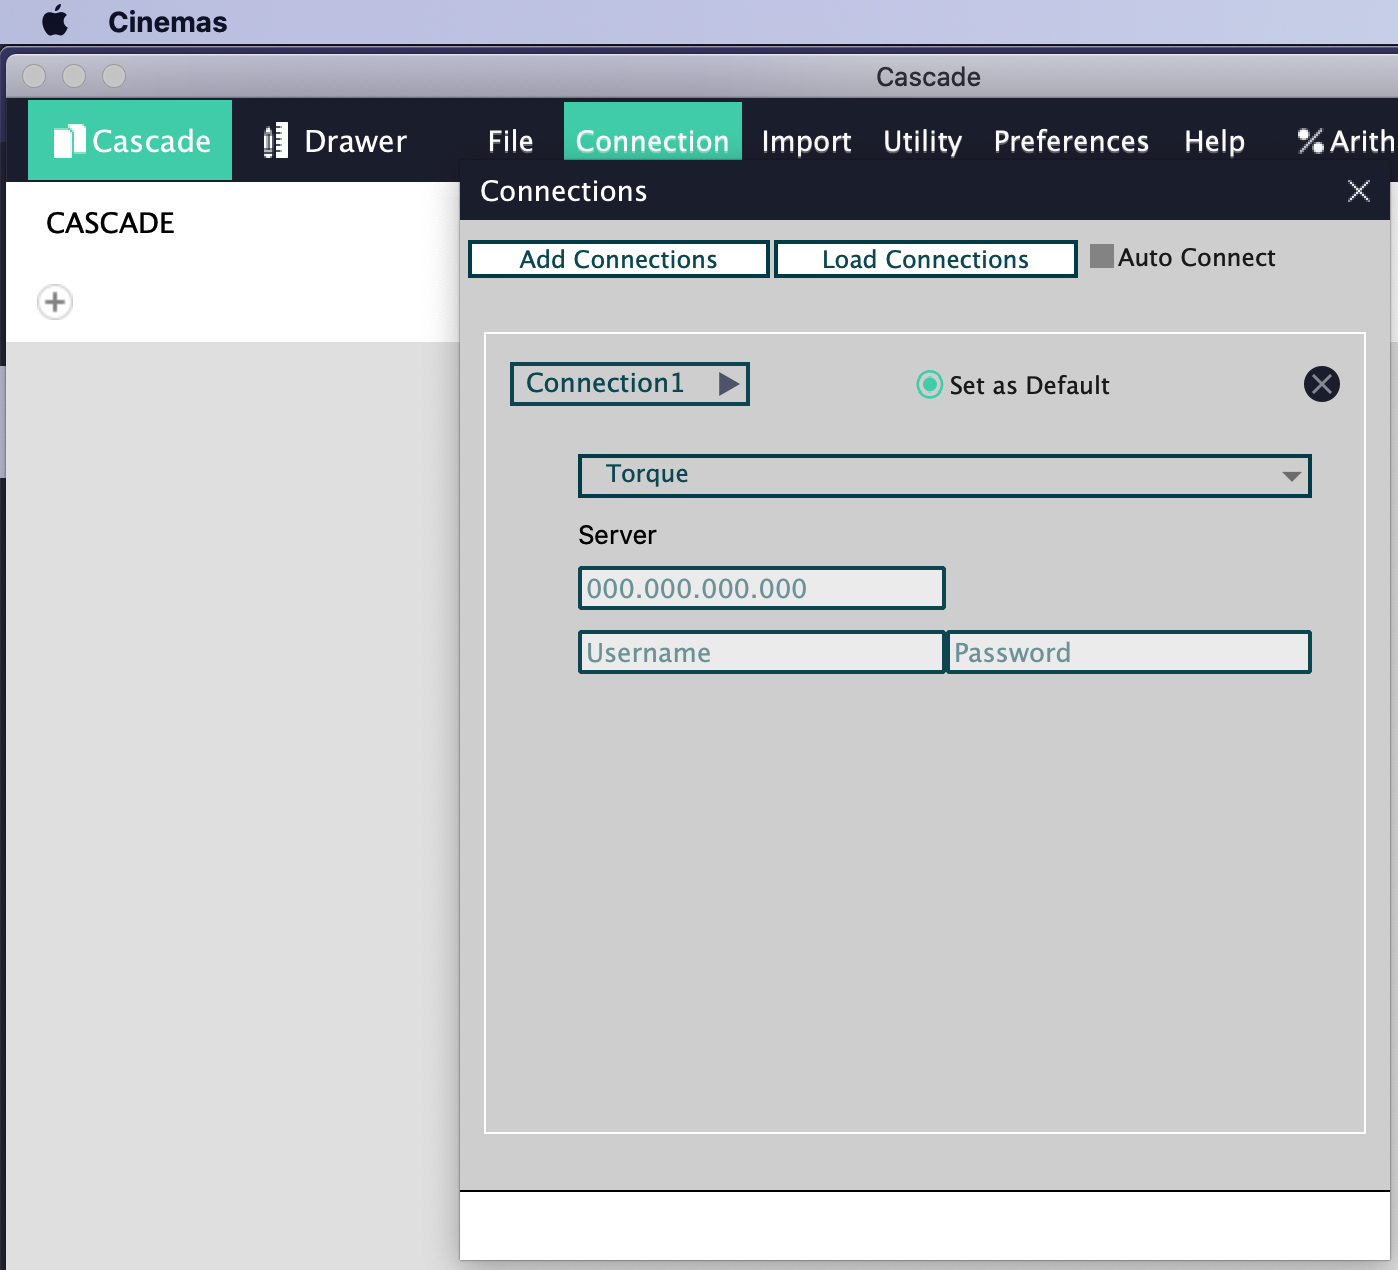 Cinemas
Cascade
Cascade Drawer File Connection Import Utility Preferences Help Arith
CASCADE
Connections
Add Connections Load Connections Auto Connect
Connection1 Set as Default
Torque
Server
000.000.000.000
Username Password